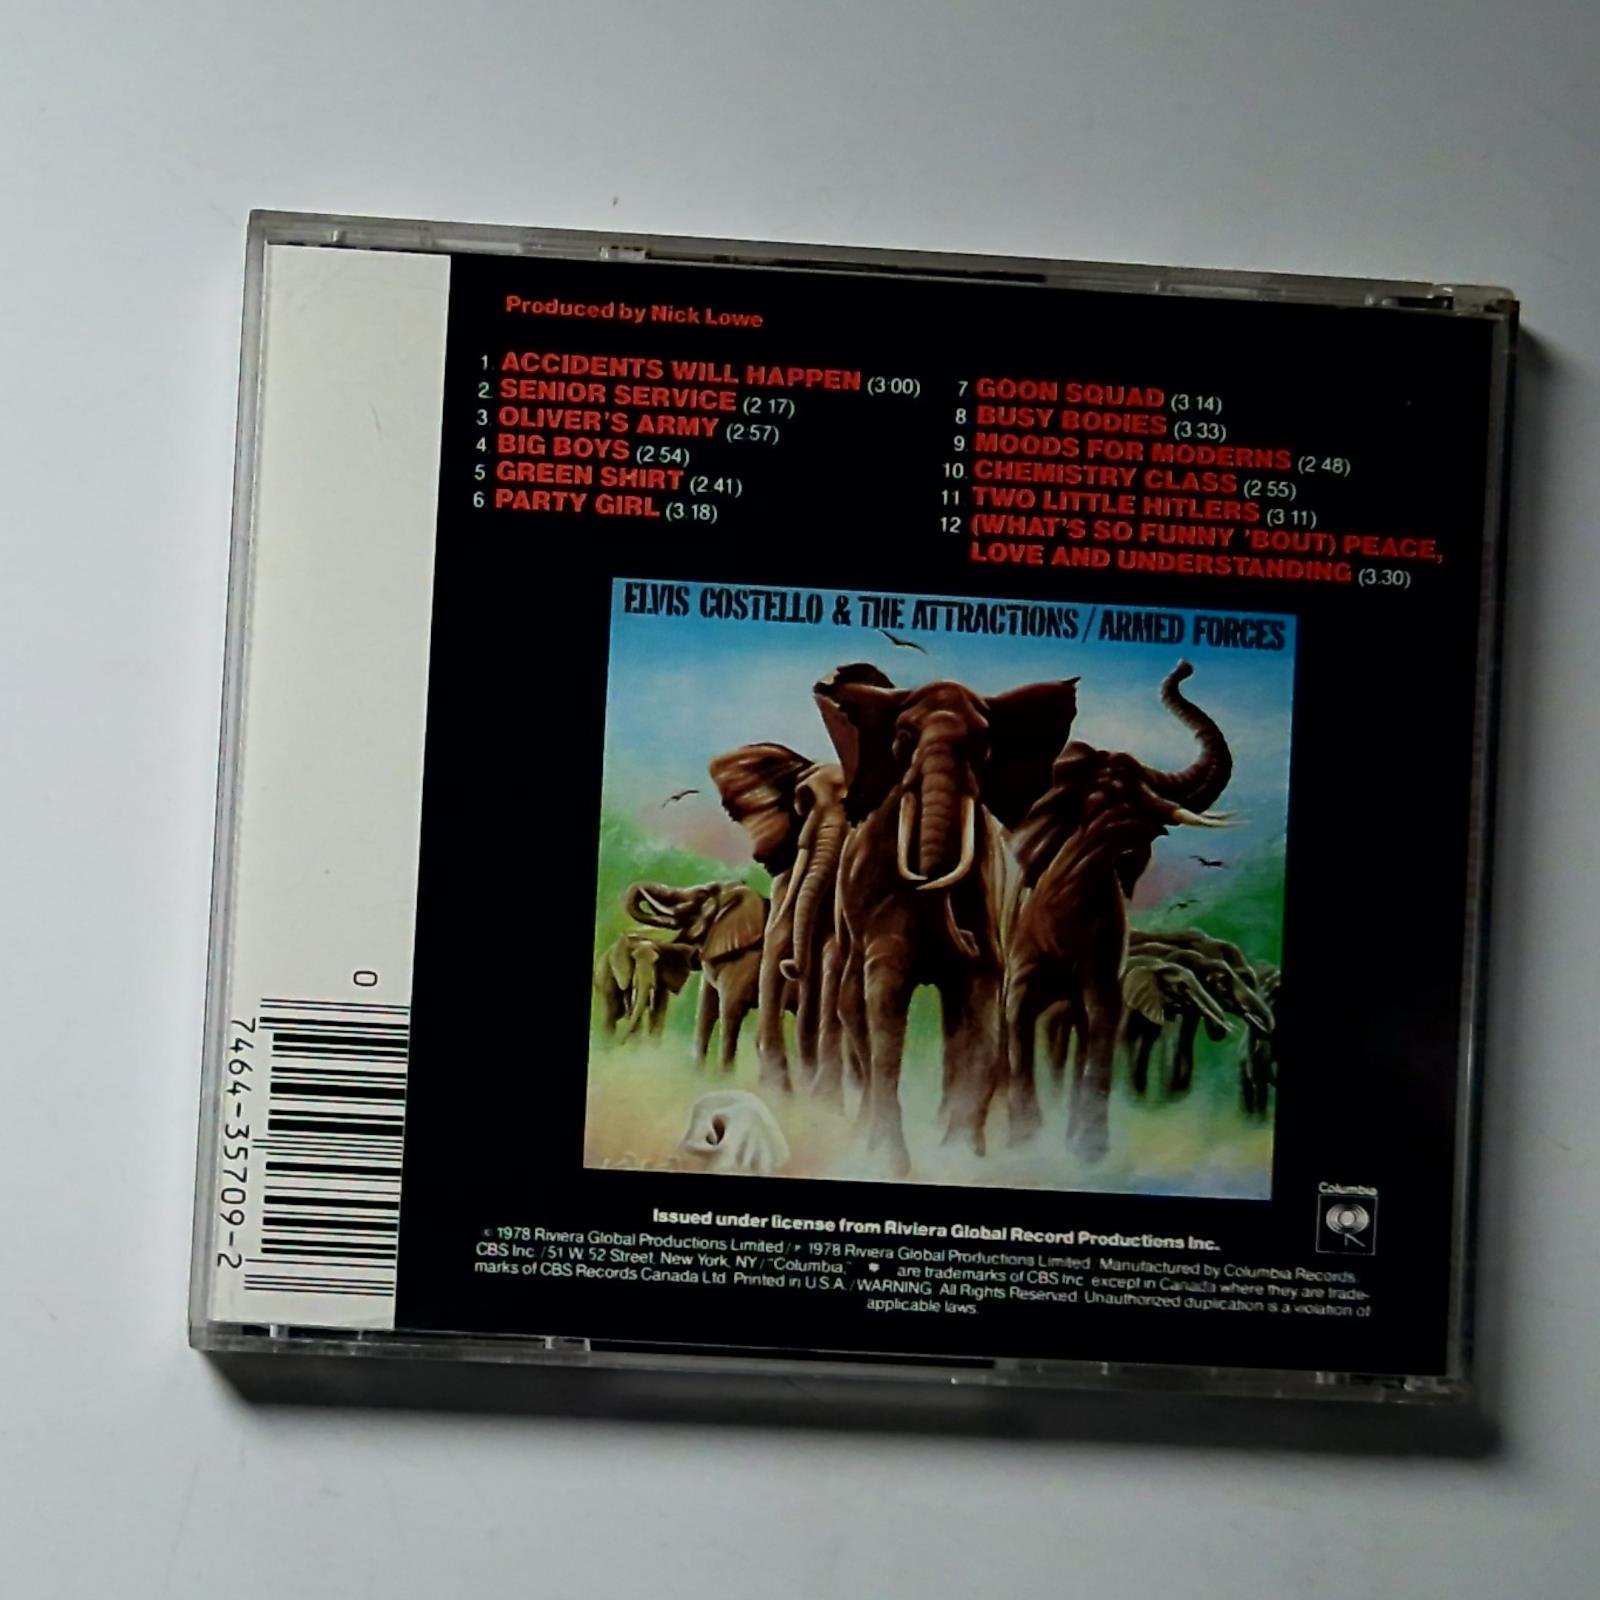 Produced by Nick Lowe
1. ACCIDENTS WILL HAPPEN (3:00)
2. SENIOR SERVICE (2:17)
3. OLIVER'S ARMY (2:57)
4. BIG BOYS (2:54)
5. GREEN SHIRT (2:41)
6. PARTY GIRL (3:18)
7. GOON SQUAD (3:14)
8. BUSY BODIES (3:33)
9. MOODS FOR MODERNS (2:48)
10. CHEMISTRY CLASS (2:55)
11. TWO LITTLE HITLERS (3:11)
12. (WHAT'S SO FUNNY 'BOUT) PEACE,
LOVE AND UNDERSTANDING (3:30)
ELVIS COSTELLO & THE ATTRACTIONS / ARMED FORCES
0
7464-35709-2
Columbia
Issued under license from Riviera Global Record Productions Inc.
© 1978 Riviera Global Productions Limited/℗ 1978 Riviera Global Productions Limited/Manufactured by Columbia Records/
CBS Inc./51 W. 52 Street, New York, NY/"Columbia," are trademarks of CBS Inc. except in Canada where they are trade-
marks of CBS Records Canada Ltd. Printed in U.S.A./WARNING: All Rights Reserved. Unauthorized duplication is a violation of
applicable laws.